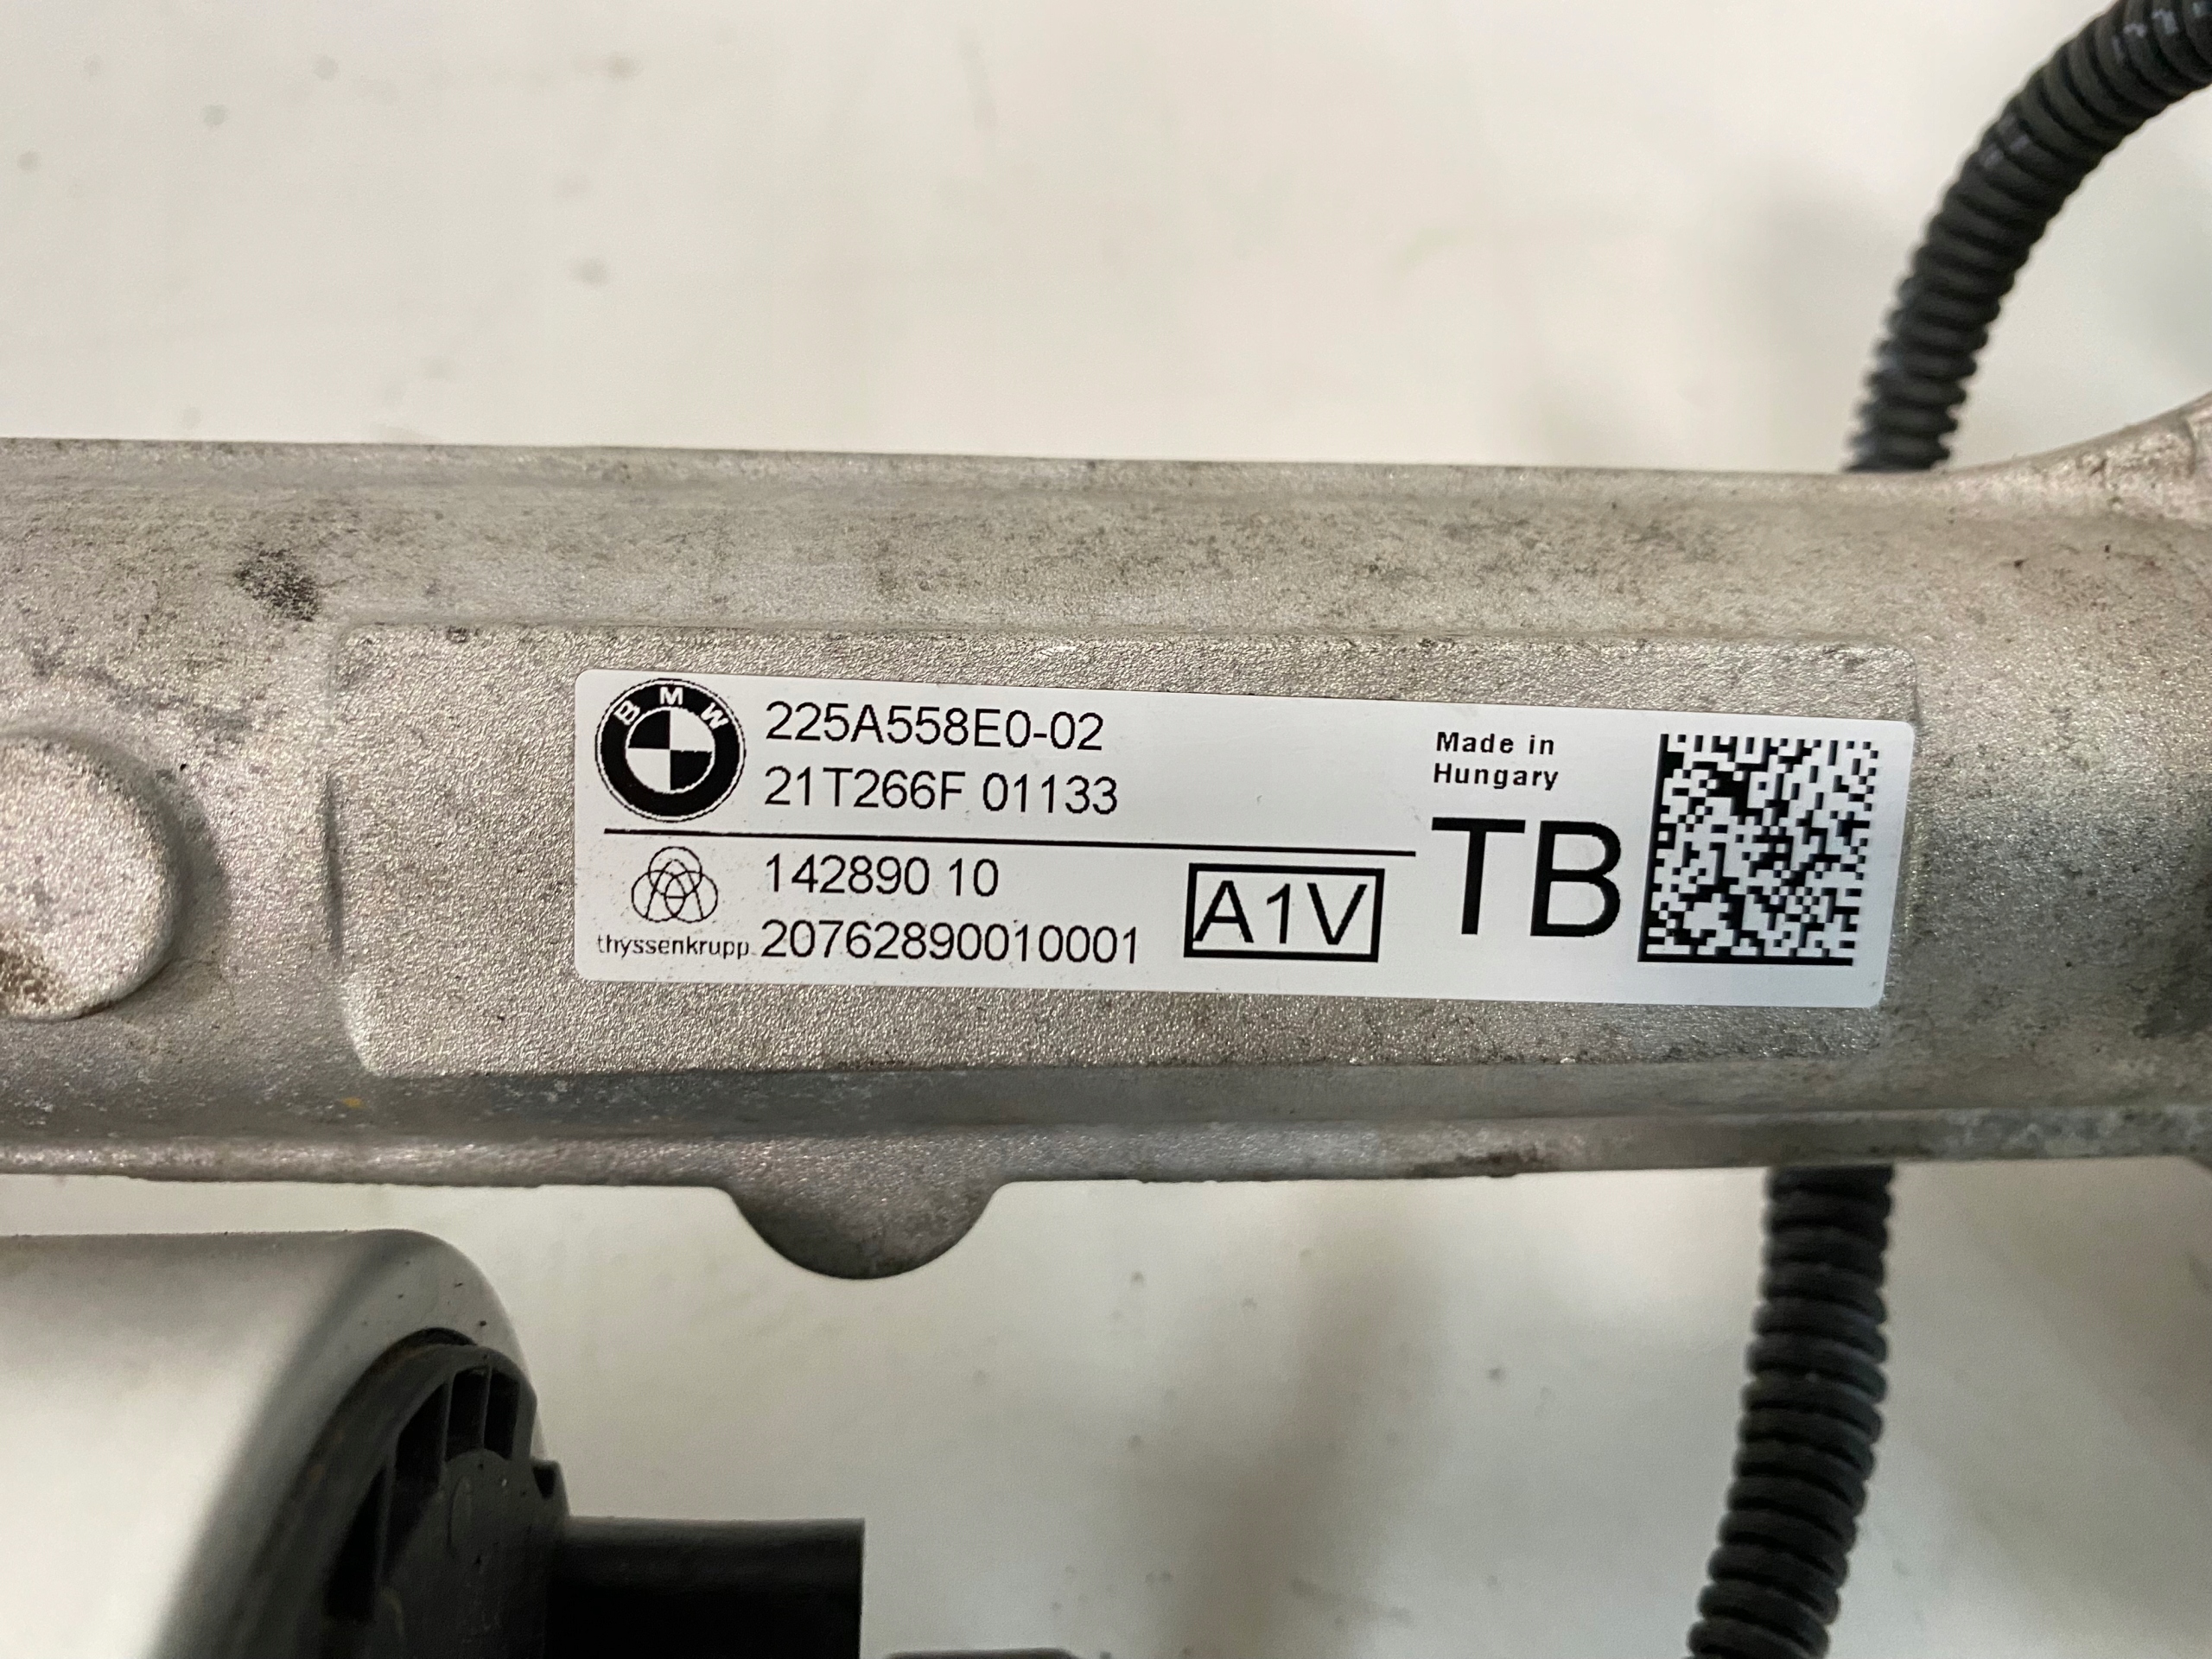 BMW
225A558E0-02
21T266F 01133
thyssenkrupp
142890 10
20762890010001
A1V
Made in
Hungary
TB